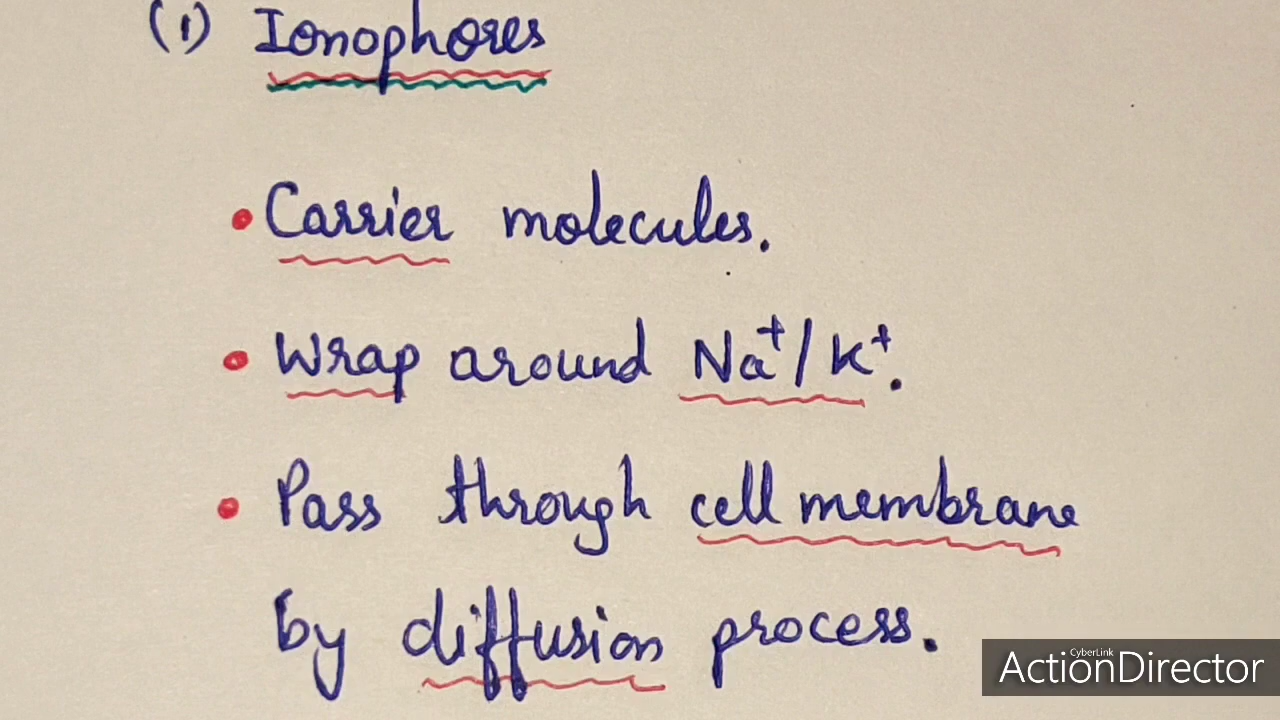 (1) Ionophores
• Carrier molecules.
• Wrap around Na⁺/K⁺.
• Pass through cell membrane
by diffusion process.
CyberLink
ActionDirector